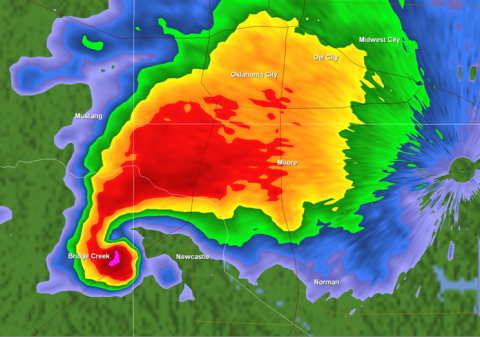 Midwest City
Del City
Oklahoma City
Mustang
Moore
Bridge Creek
Newcastle
Norman